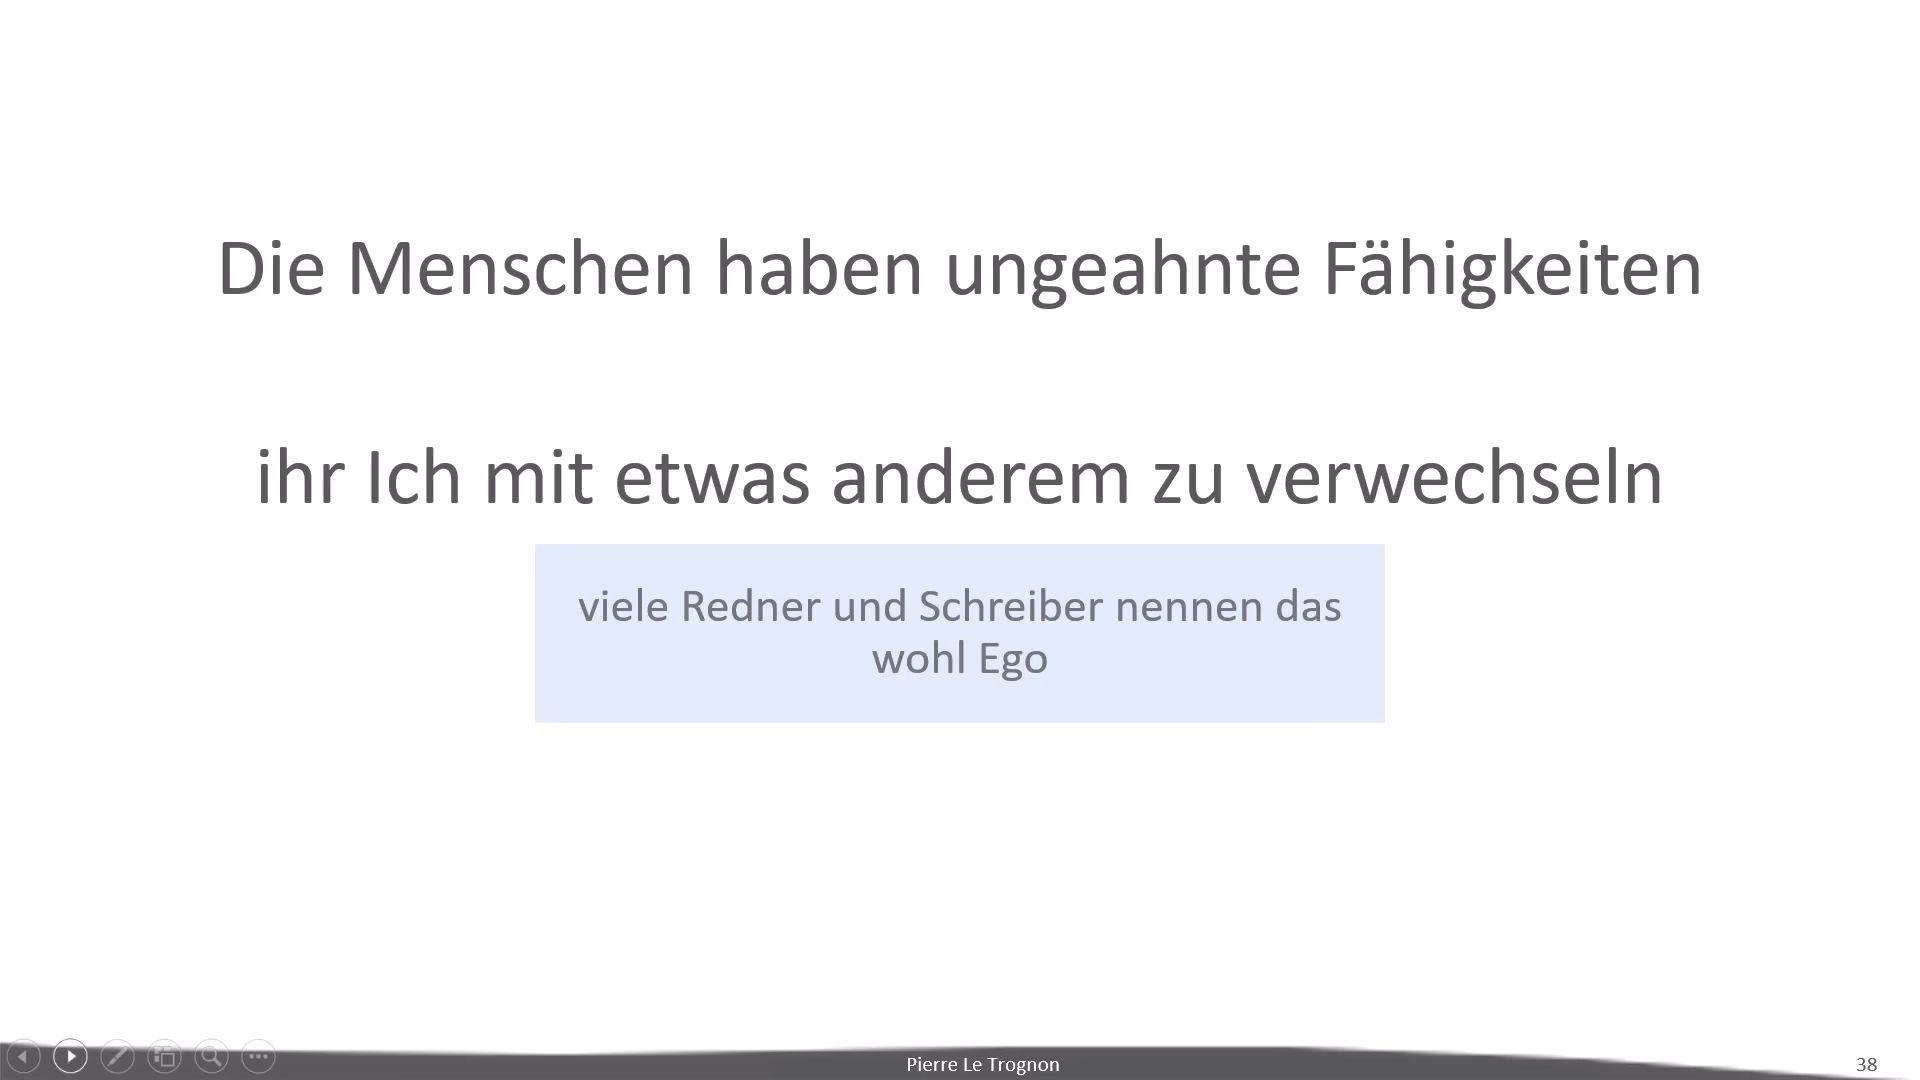 Die Menschen haben ungeahnte Fähigkeiten
ihr Ich mit etwas anderem zu verwechseln
viele Redner und Schreiber nennen das
wohl Ego
Pierre Le Trognon
38